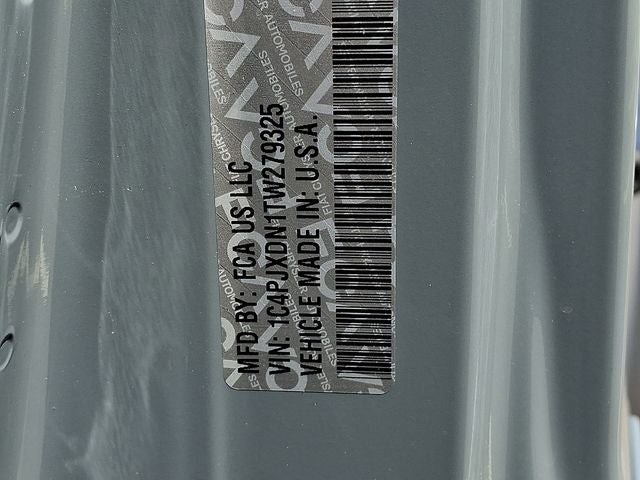 MFD BY: FCA US LLC
VIN: 1C4PJXDN1TW279325
VEHICLE MADE IN: U.S.A.